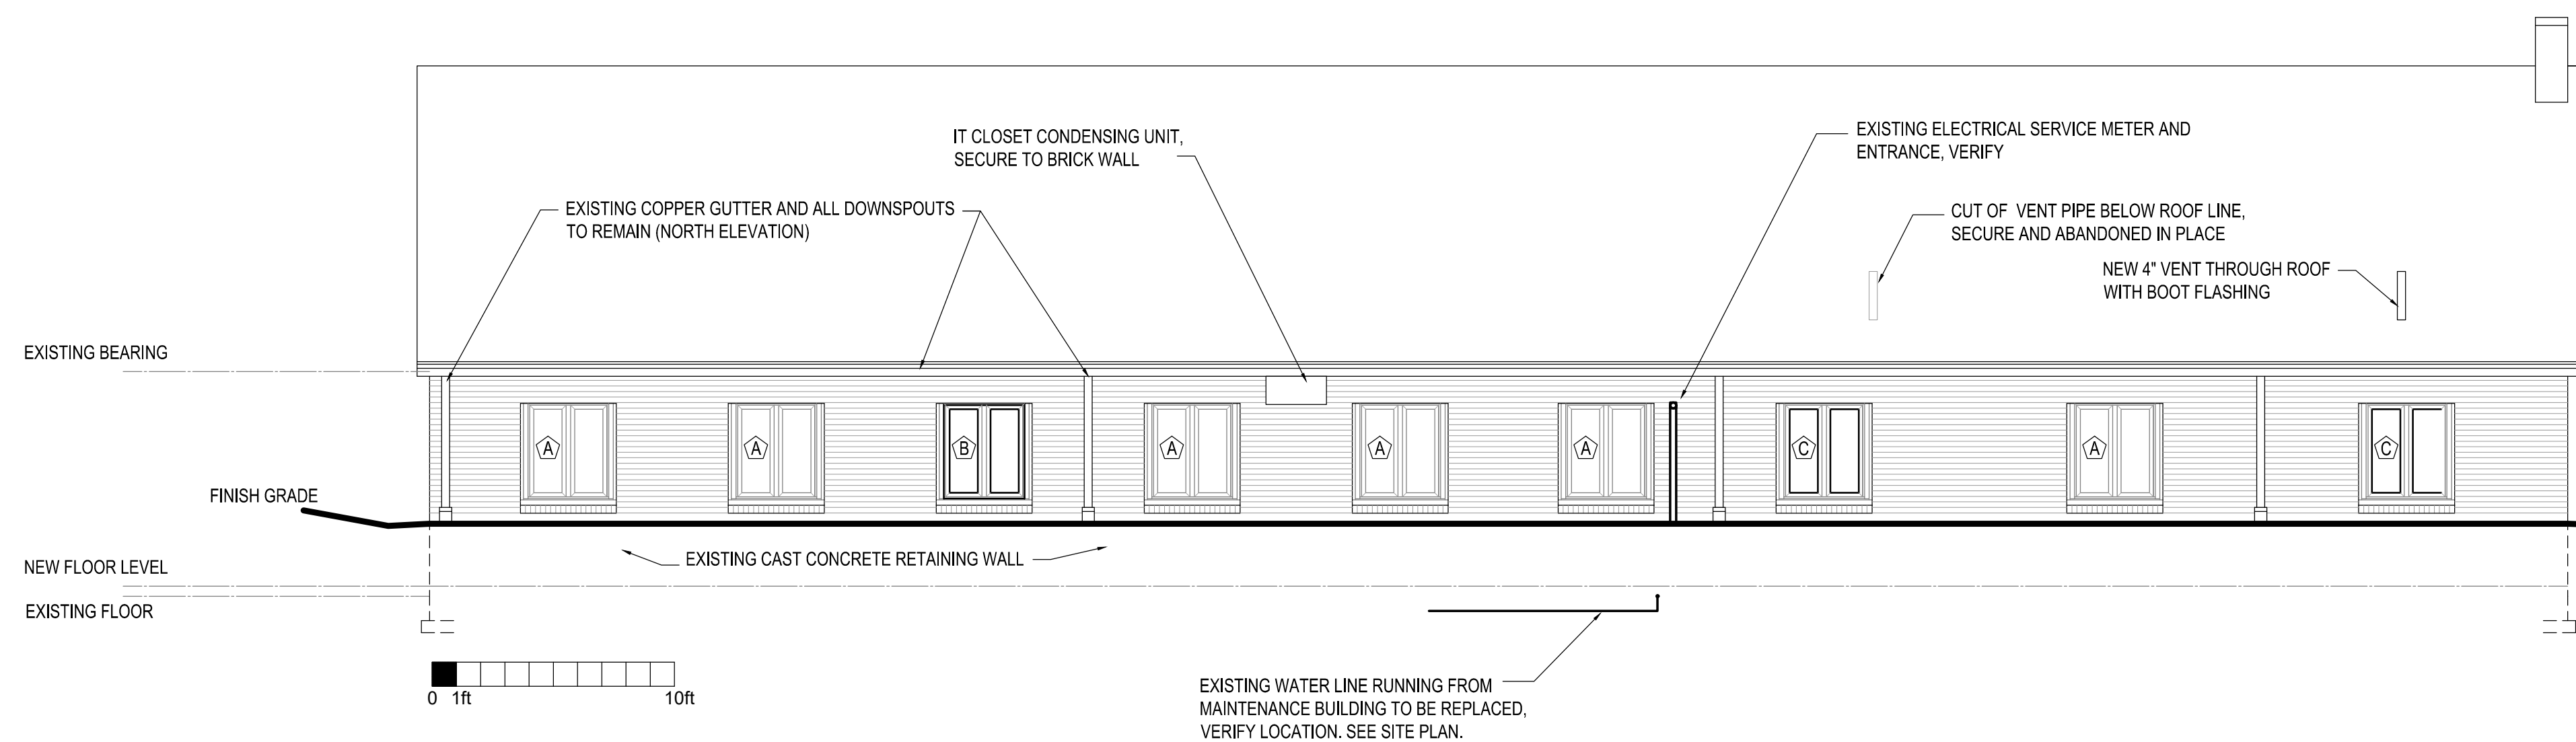 IT CLOSET CONDENSING UNIT,
SECURE TO BRICK WALL
EXISTING ELECTRICAL SERVICE METER AND
ENTRANCE, VERIFY
EXISTING COPPER GUTTER AND ALL DOWNSPOUTS
TO REMAIN (NORTH ELEVATION)
CUT OF VENT PIPE BELOW ROOF LINE,
SECURE AND ABANDONED IN PLACE
NEW 4" VENT THROUGH ROOF
WITH BOOT FLASHING
EXISTING BEARING
A
A
B
A
A
A
C
A
C
FINISH GRADE
EXISTING CAST CONCRETE RETAINING WALL
NEW FLOOR LEVEL
EXISTING FLOOR
0 1ft 10ft
EXISTING WATER LINE RUNNING FROM
MAINTENANCE BUILDING TO BE REPLACED,
VERIFY LOCATION. SEE SITE PLAN.